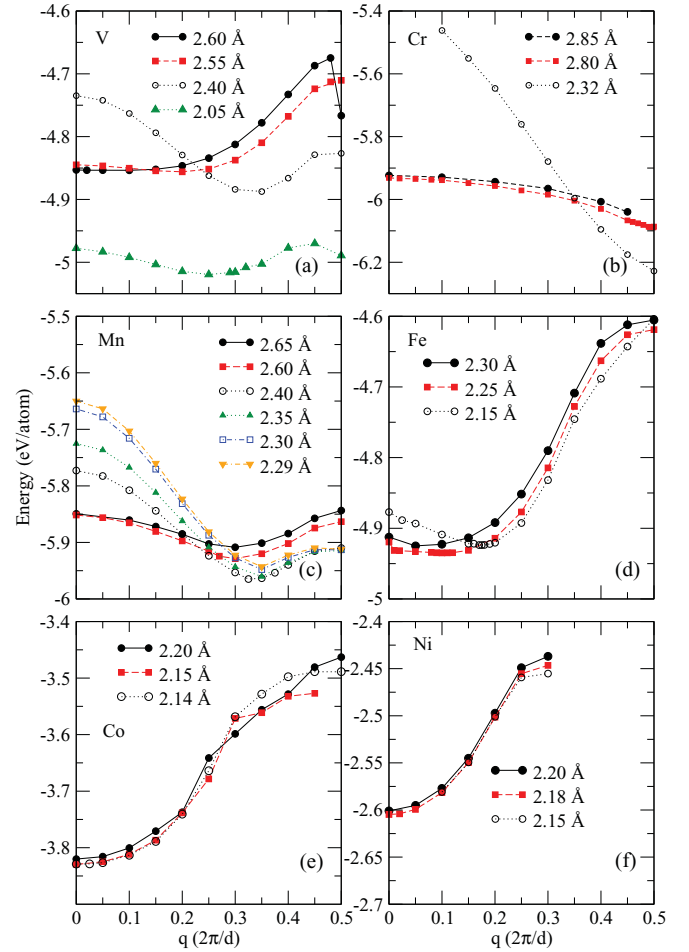 V
2.60 Å
2.55 Å
2.40 Å
2.05 Å
-4.6
-4.7
-4.8
-4.9
-5
(a)
Cr
2.85 Å
2.80 Å
2.32 Å
-5.4
-5.6
-5.8
-6
-6.2
(b)
Mn
2.65 Å
2.60 Å
2.40 Å
2.35 Å
2.30 Å
2.29 Å
-5.5
-5.6
-5.7
-5.8
-5.9
-6
(c)
Fe
2.30 Å
2.25 Å
2.15 Å
-4.6
-4.7
-4.8
-4.9
-5
(d)
Energy (eV/atom)
Co
2.20 Å
2.15 Å
2.14 Å
-3.4
-3.5
-3.6
-3.7
-3.8
-3.9
(e)
0 0.1 0.2 0.3 0.4 0.5
q (2π/d)
Ni
2.20 Å
2.18 Å
2.15 Å
-2.4
-2.45
-2.5
-2.55
-2.6
-2.65
-2.7
(f)
0 0.1 0.2 0.3 0.4 0.5
q (2π/d)